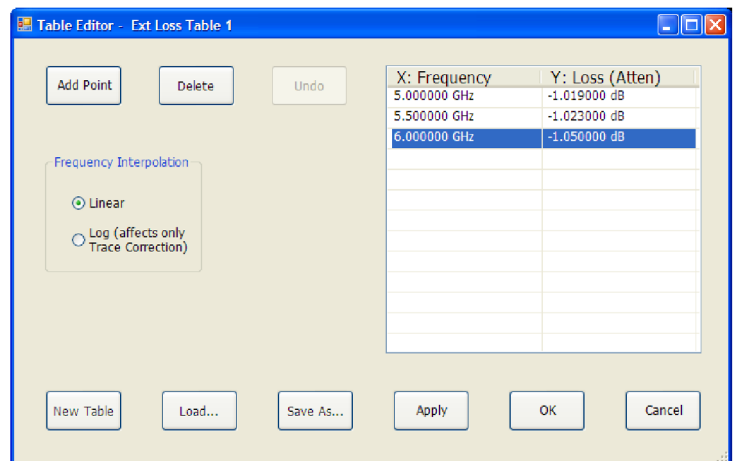 Table Editor - Ext Loss Table 1
Add Point
Delete
Undo
X: Frequency Y: Loss (Atten)
5.000000 GHz -1.019000 dB
5.500000 GHz -1.023000 dB
6.000000 GHz -1.050000 dB
Frequency Interpolation
Linear
Log (affects only
Trace Correction)
New Table
Load...
Save As...
Apply
OK
Cancel